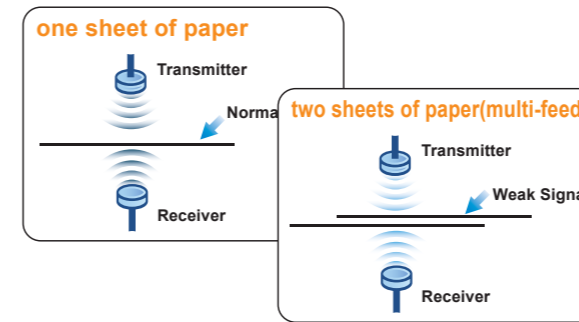 one sheet of paper
Transmitter
Norma
Receiver
two sheets of paper(multi-feed
Transmitter
Weak Signa
Receiver